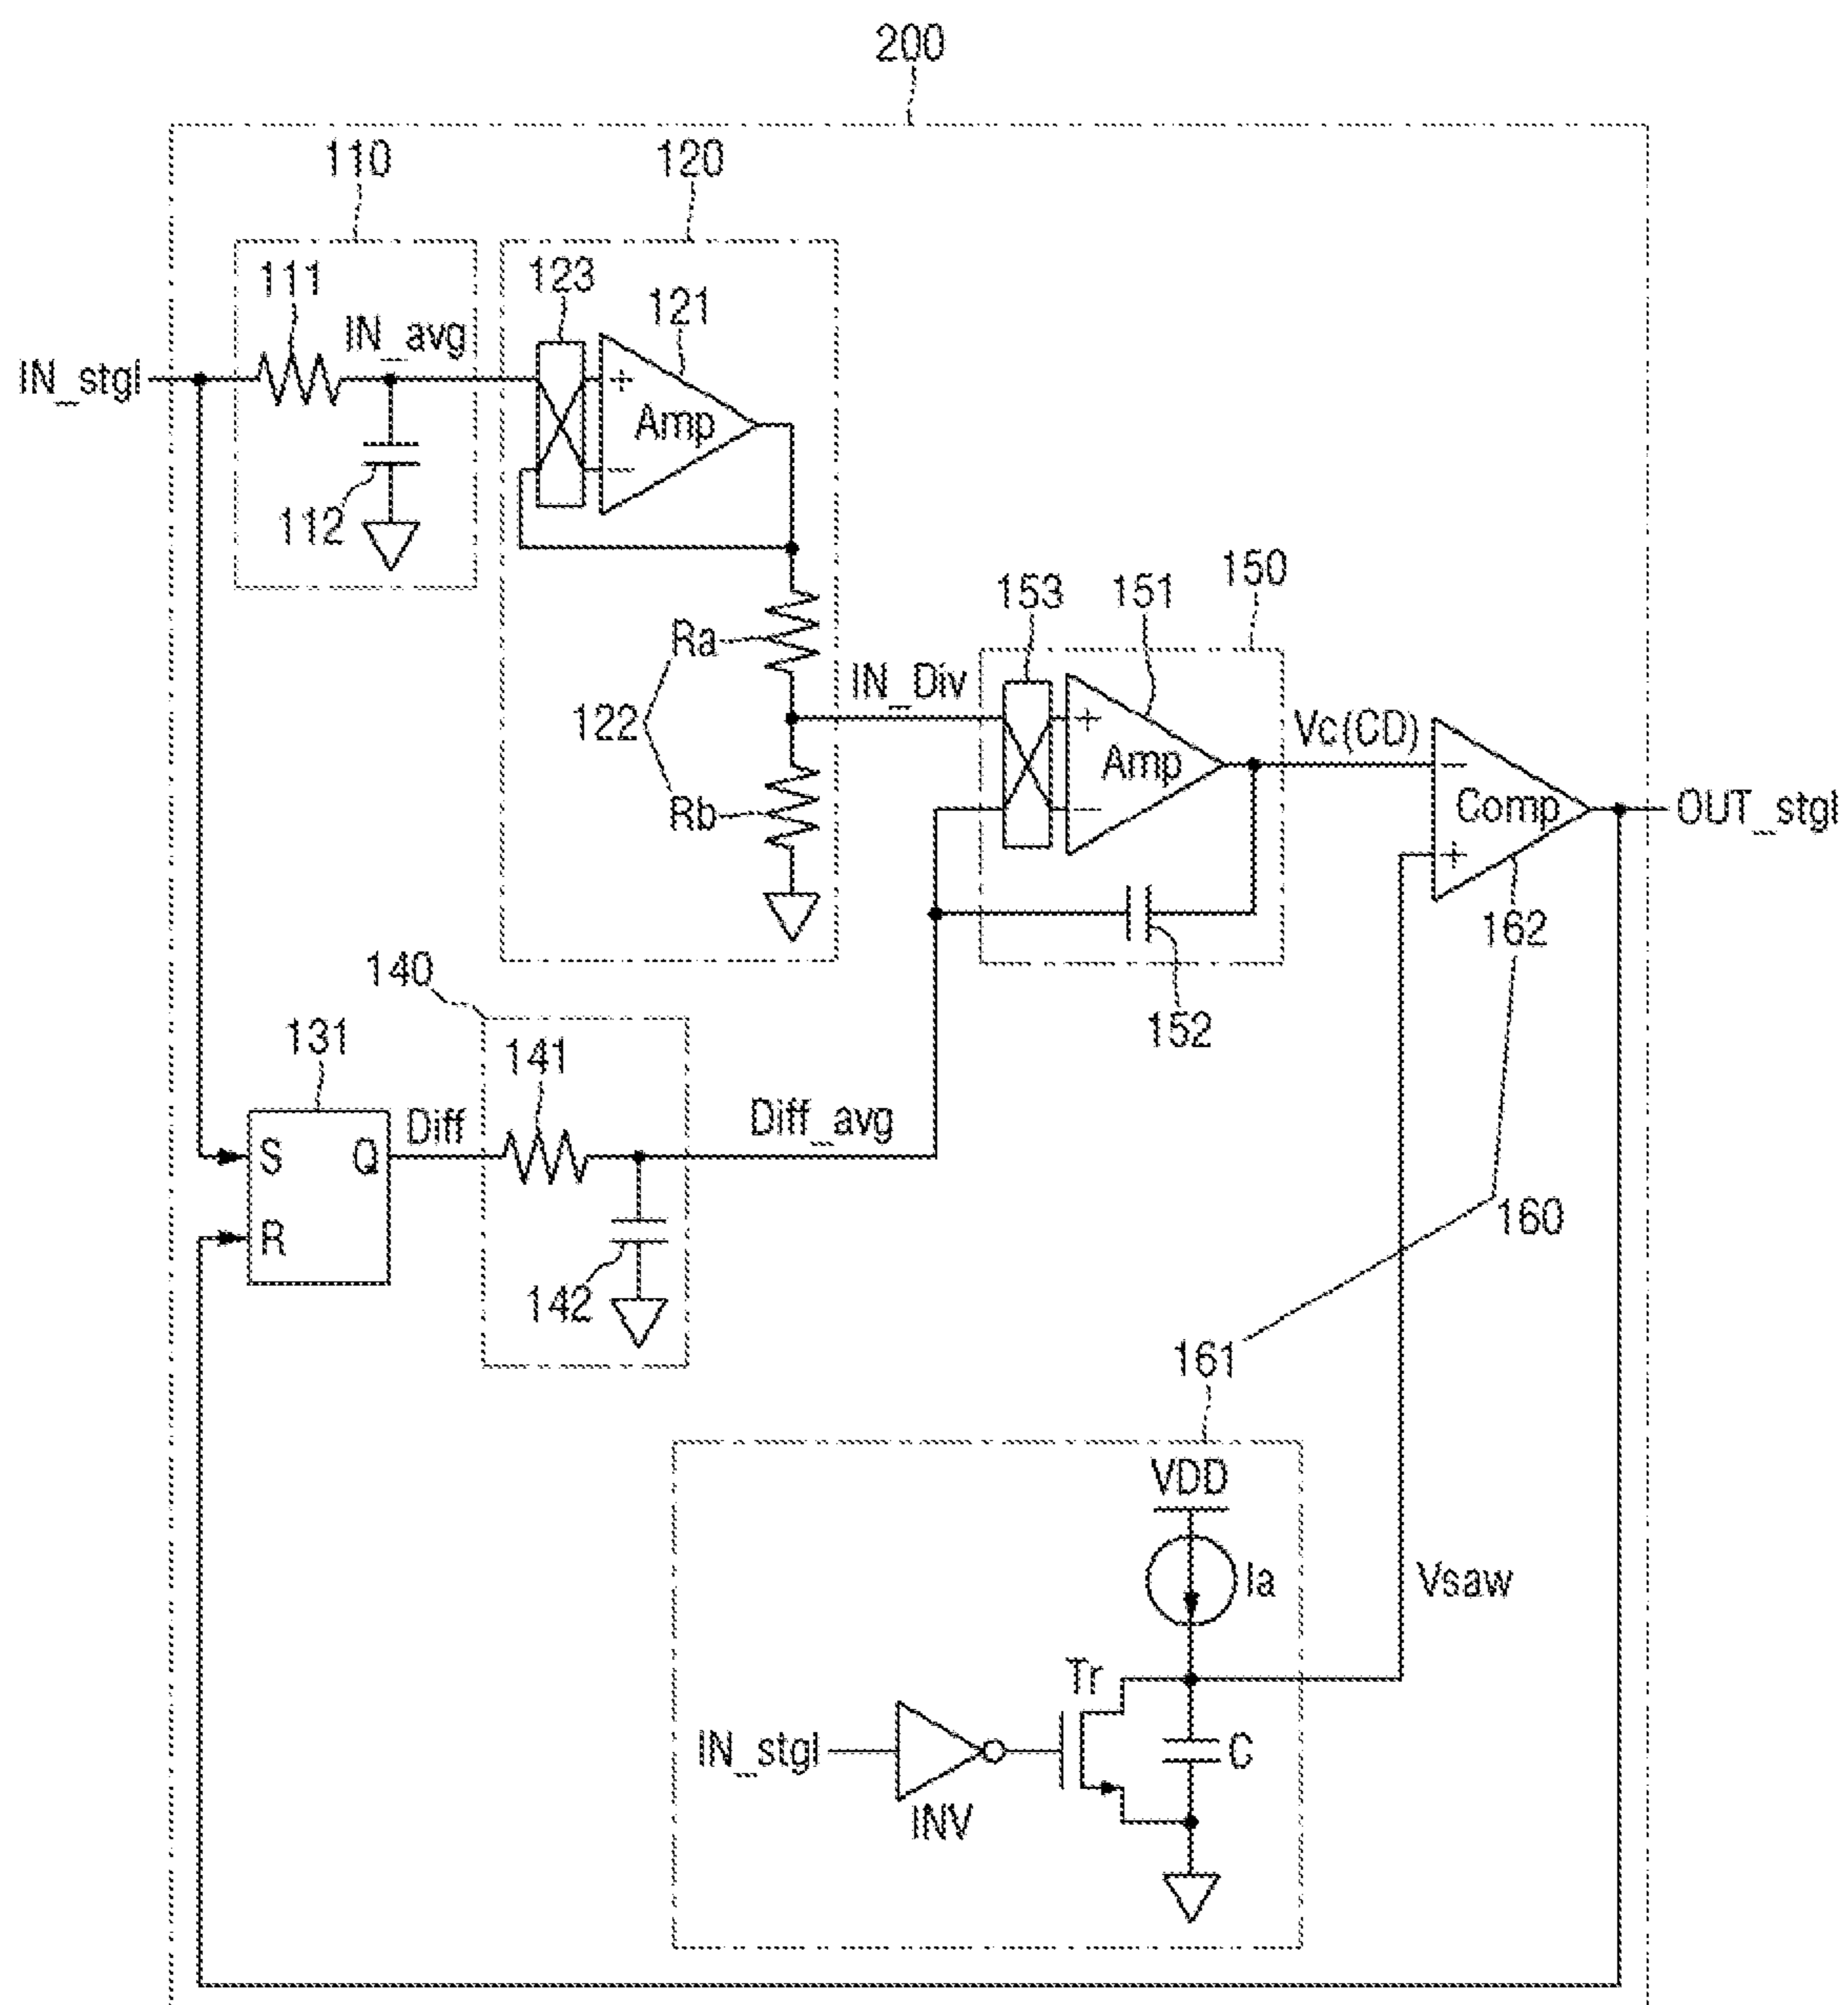 200
110
120
111
IN_avg
123
121
IN_stgl
+
Amp
−
112
Ra
122
Rb
IN_Div
153
151
150
+
Amp
−
Vc(CD)
−
Comp
+
OUT_stgl
162
152
140
131
141
Diff
Diff_avg
S
Q
R
142
160
161
VDD
Ia
Vsaw
Tr
IN_stgl
C
INV